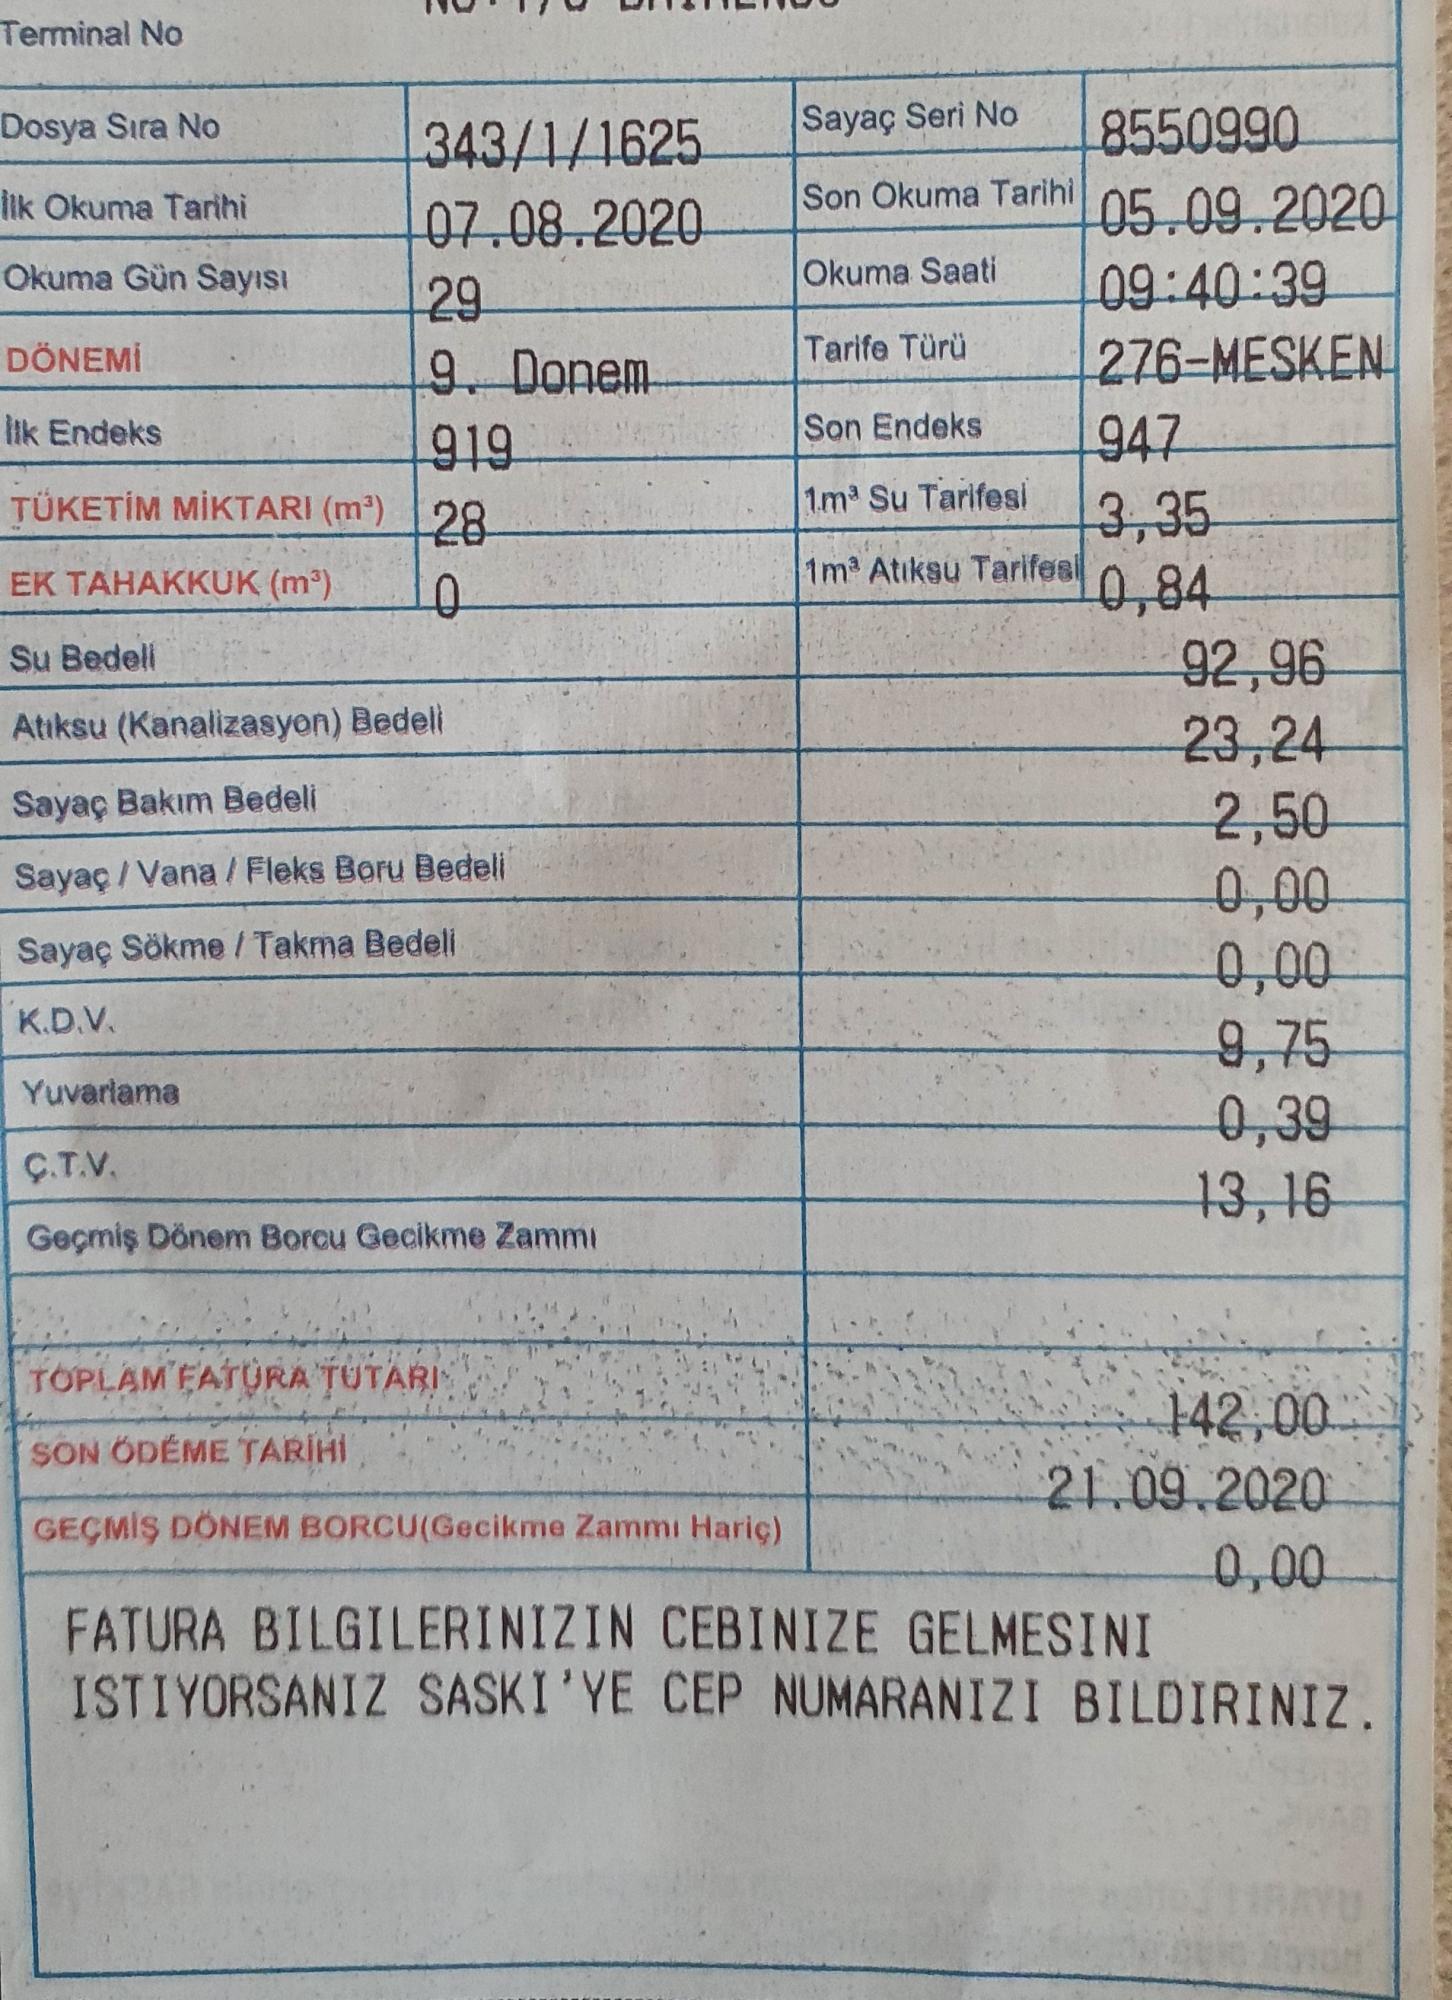 Terminal No
Dosya Sıra No 343/1/1625 Sayaç Seri No 8550990
İlk Okuma Tarihi 07.08.2020 Son Okuma Tarihi 05.09.2020
Okuma Gün Sayısı 29 Okuma Saati 09:40:39
DÖNEMİ 9. Donem Tarife Türü 276-MESKEN
İlk Endeks 919 Son Endeks 947
TÜKETİM MİKTARI (m³) 28 1m³ Su Tarifesi 3,35
EK TAHAKKUK (m³) 0 1m³ Atıksu Tarifesi 0,84
Su Bedeli 92,96
Atıksu (Kanalizasyon) Bedeli 23,24
Sayaç Bakım Bedeli 2,50
Sayaç / Vana / Fleks Boru Bedeli 0,00
Sayaç Sökme / Takma Bedeli 0,00
K.D.V. 9,75
Yuvarlama 0,39
Ç.T.V. 13,16
Geçmiş Dönem Borcu Gecikme Zammı
TOPLAM FATURA TUTARI 142,00
SON ÖDEME TARİHİ 21.09.2020
GEÇMİŞ DÖNEM BORCU(Gecikme Zammı Hariç) 0,00
FATURA BILGILERINIZIN CEBINIZE GELMESINI
ISTIYORSANIZ SASKI'YE CEP NUMARANIZI BILDIRINIZ.